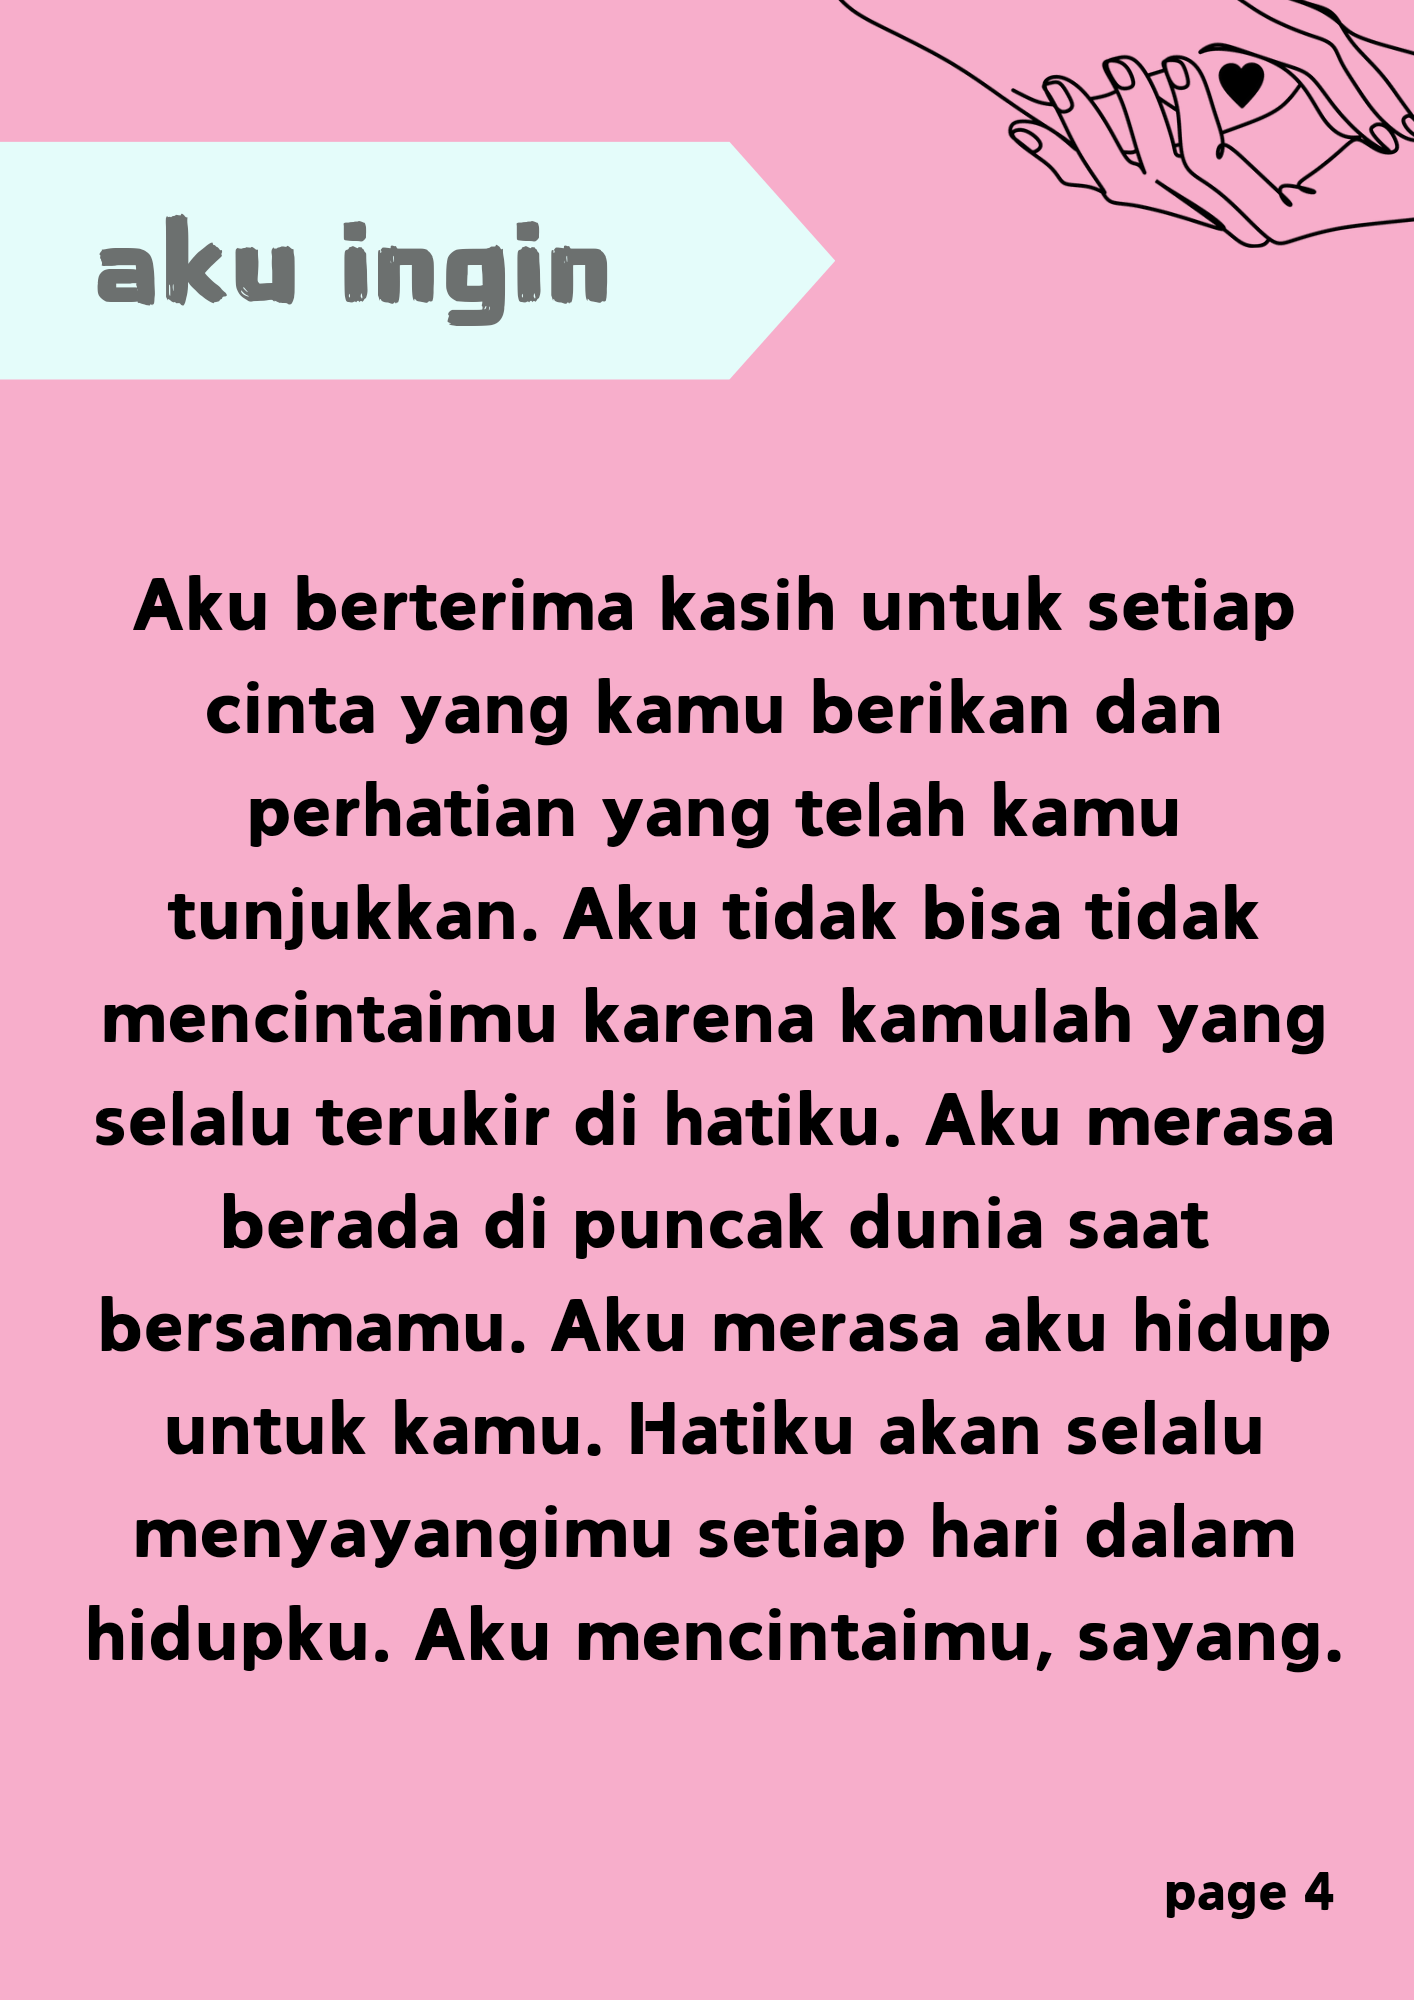 aku ingin
Aku berterima kasih untuk setiap
cinta yang kamu berikan dan
perhatian yang telah kamu
tunjukkan. Aku tidak bisa tidak
mencintaimu karena kamulah yang
selalu terukir di hatiku. Aku merasa
berada di puncak dunia saat
bersamamu. Aku merasa aku hidup
untuk kamu. Hatiku akan selalu
menyayangimu setiap hari dalam
hidupku. Aku mencintaimu, sayang.
page 4